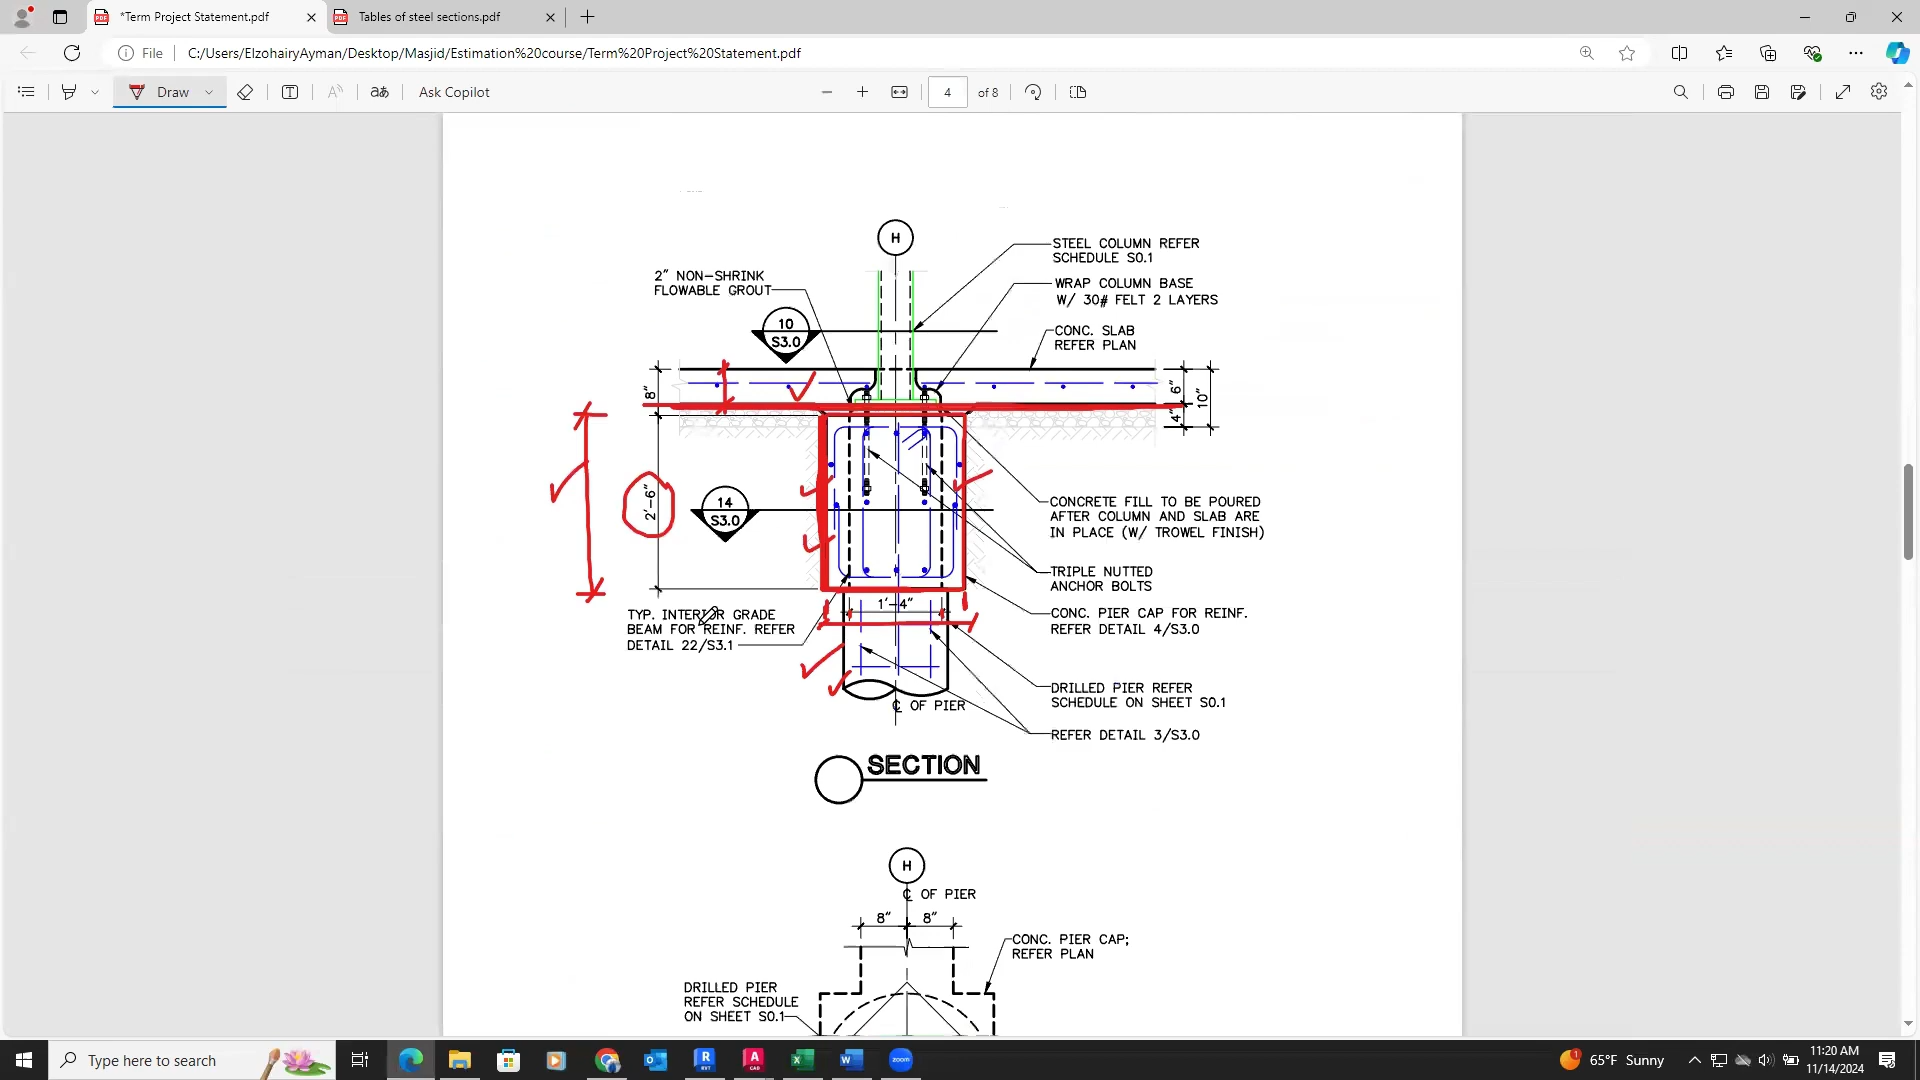 *Term Project Statement.pdf
Tables of steel sections.pdf
File
C:/Users/ElzohairyAyman/Desktop/Masjid/Estimation%20course/Term%20Project%20Statement.pdf
Draw
Ask Copilot
4
of 8
H
STEEL COLUMN REFER
SCHEDULE S0.1
2" NON-SHRINK
FLOWABLE GROUT
WRAP COLUMN BASE
W/ 30# FELT 2 LAYERS
10
S3.0
CONC. SLAB
REFER PLAN
8"
6"
4"
10"
2'-6"
14
S3.0
CONCRETE FILL TO BE POURED
AFTER COLUMN AND SLAB ARE
IN PLACE (W/ TROWEL FINISH)
TRIPLE NUTTED
ANCHOR BOLTS
1'-4"
TYP. INTERIOR GRADE
BEAM FOR REINF. REFER
DETAIL 22/S3.1
CONC. PIER CAP FOR REINF.
REFER DETAIL 4/S3.0
DRILLED PIER REFER
SCHEDULE ON SHEET S0.1
℄ OF PIER
REFER DETAIL 3/S3.0
SECTION
H
℄ OF PIER
8"
8"
CONC. PIER CAP;
REFER PLAN
DRILLED PIER
REFER SCHEDULE
ON SHEET S0.1
Type here to search
65°F Sunny
11:20 AM
11/14/2024